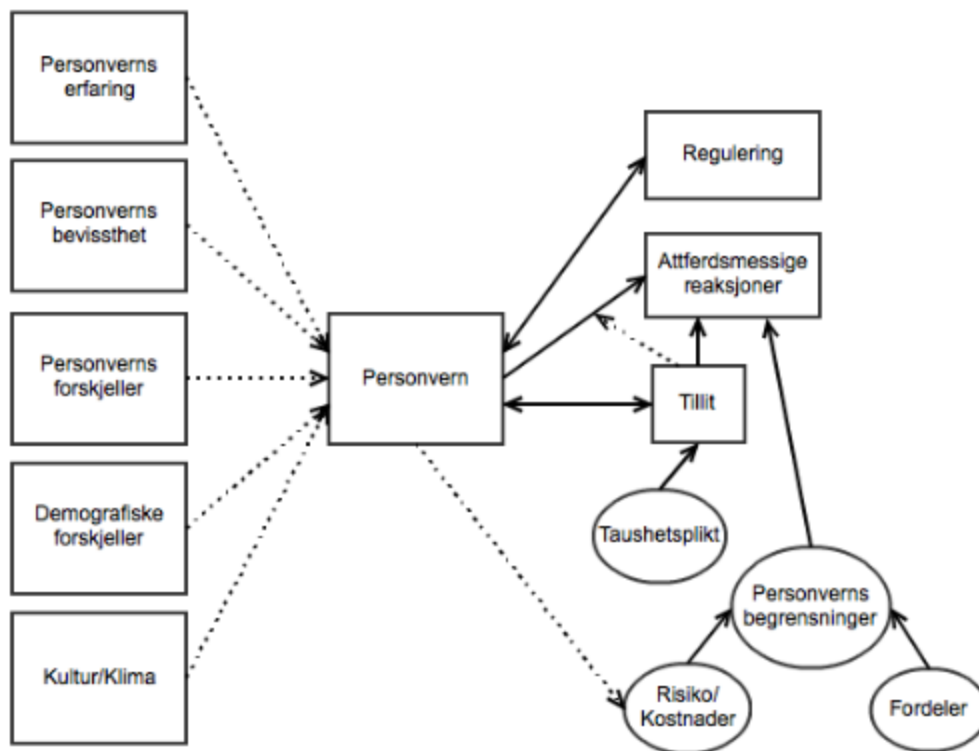 Personverns
erfaring
Personverns
bevissthet
Personverns
forskjeller
Demografiske
forskjeller
Kultur/Klima
Personvern
Regulering
Attferdsmessige
reaksjoner
Tillit
Taushetsplikt
Personverns
begrensninger
Risiko/
Kostnader
Fordeler